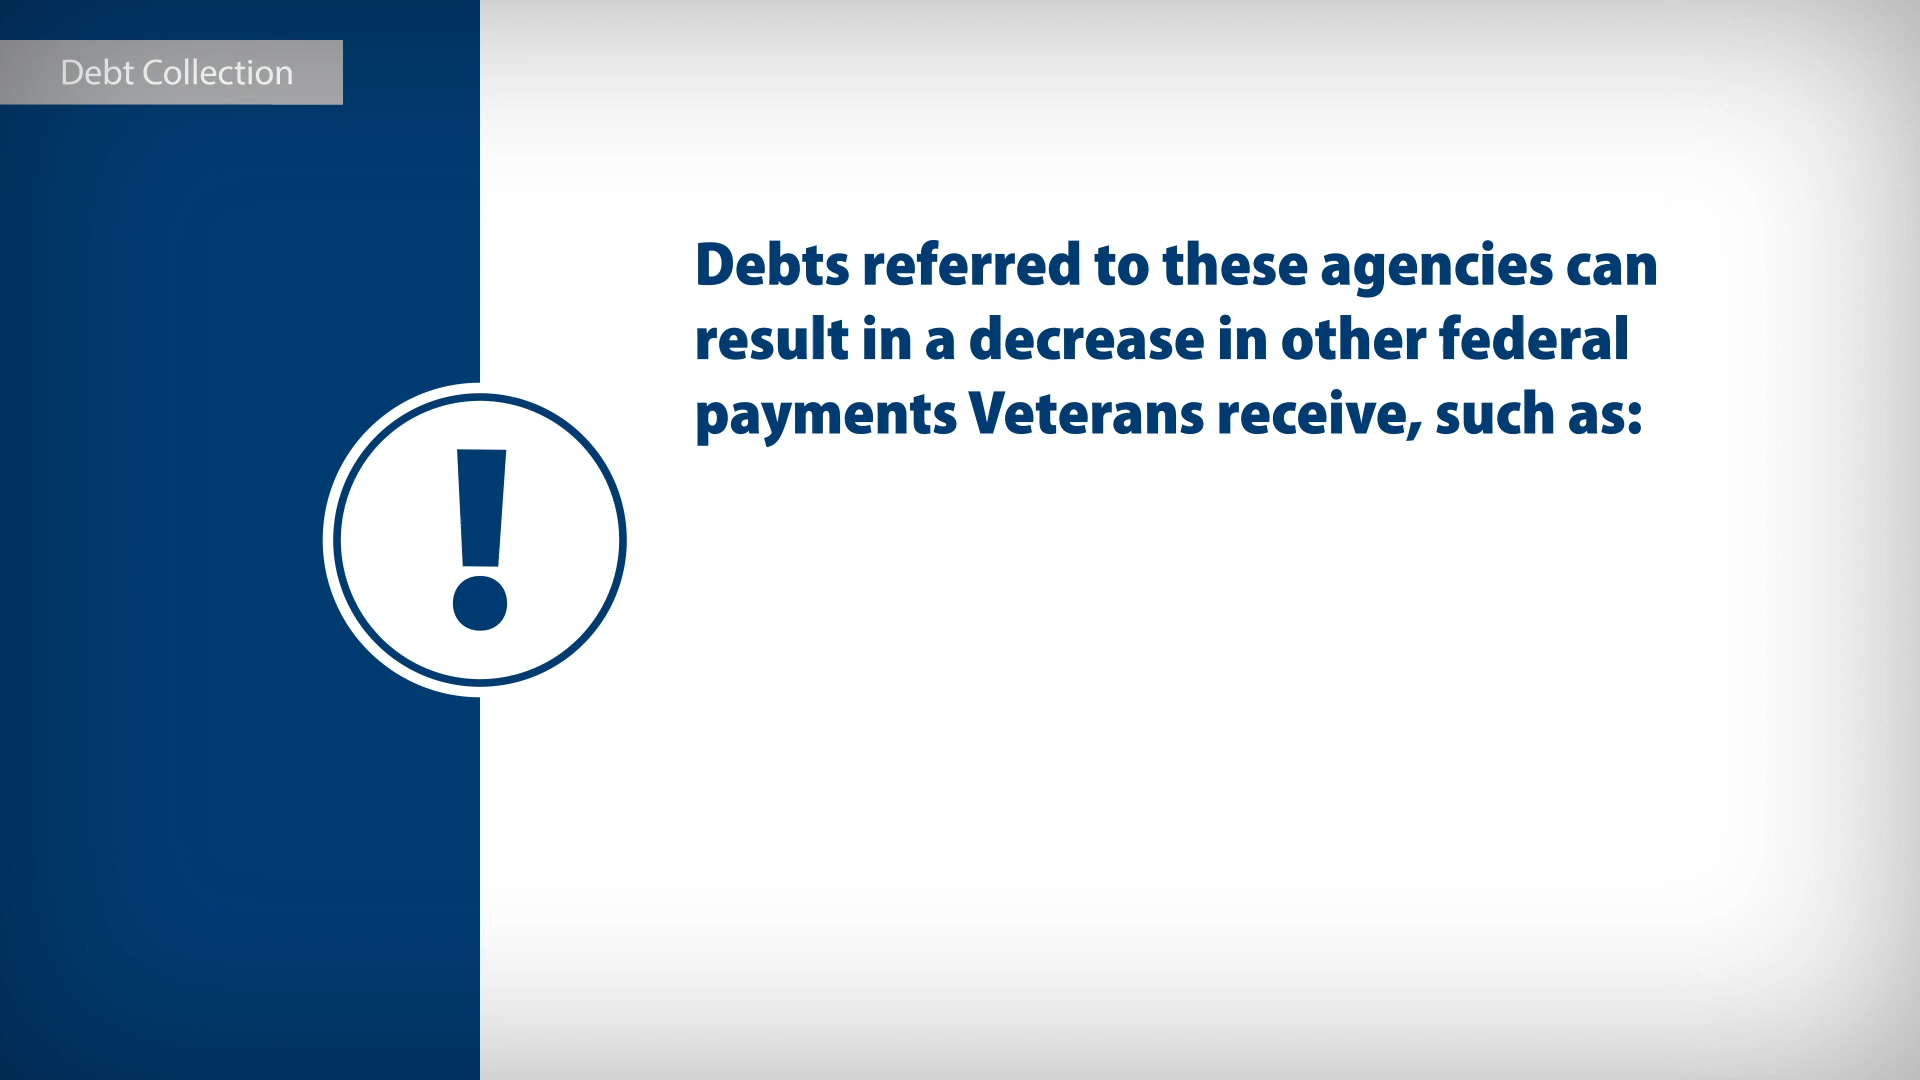 Debt Collection
Debts referred to these agencies can
result in a decrease in other federal
payments Veterans receive, such as: